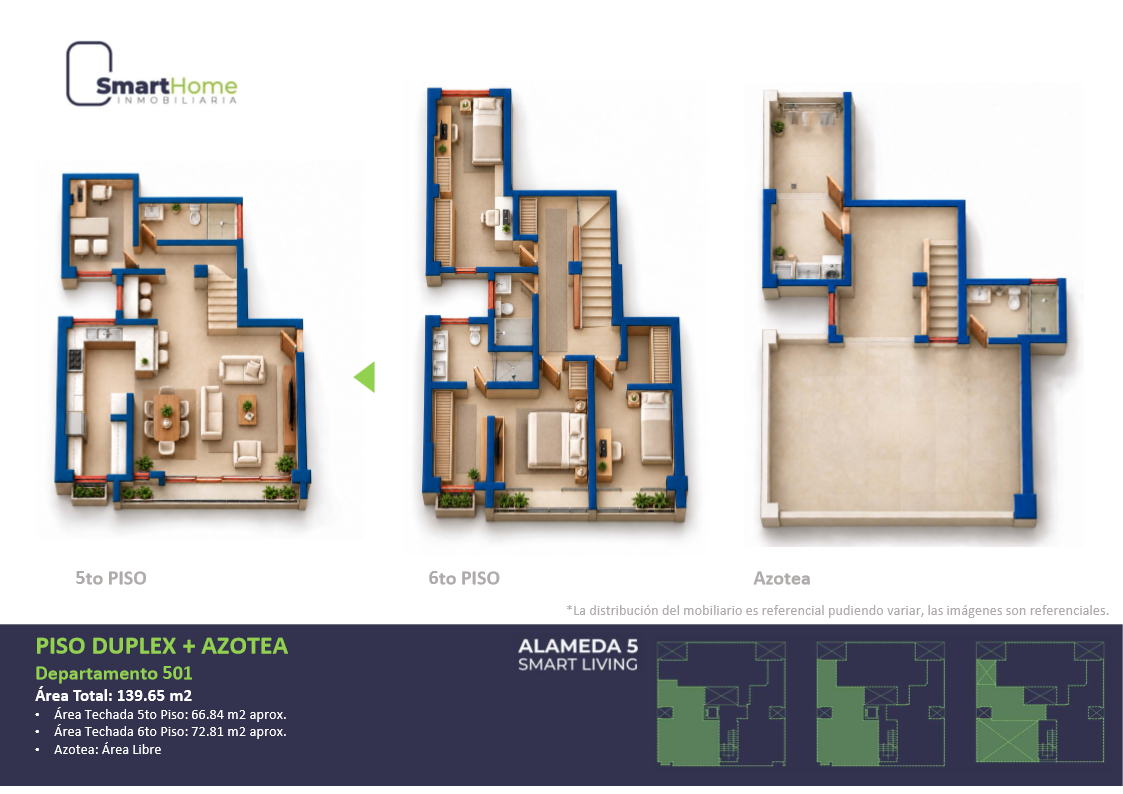 SmartHome
INMOBILIARIA
5to PISO
6to PISO
Azotea
*La distribución del mobiliario es referencial pudiendo variar, las imágenes son referenciales.
PISO DUPLEX + AZOTEA
Departamento 501
Área Total: 139.65 m2
• Área Techada 5to Piso: 66.84 m2 aprox.
• Área Techada 6to Piso: 72.81 m2 aprox.
• Azotea: Área Libre
ALAMEDA 5
SMART LIVING